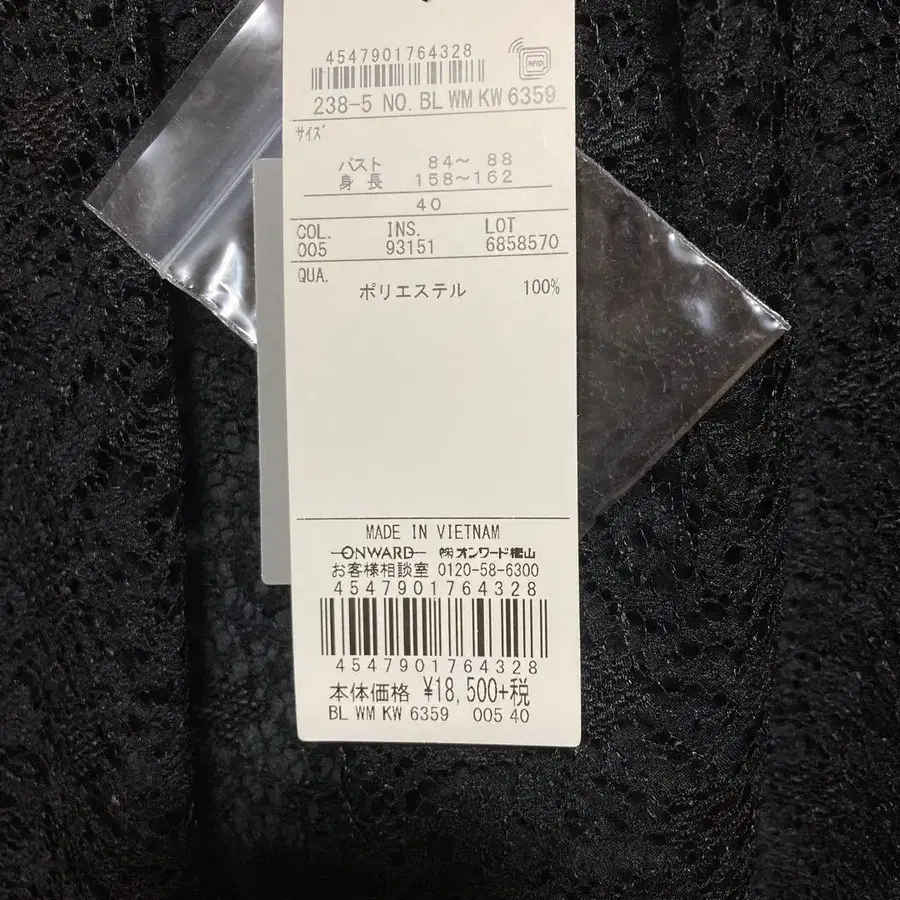 4547901764328
RFID
238-5 NO. BL WM KW 6359
サイズ
バスト 84～ 88
身長 158～162
40
COL. INS. LOT
005 93151 6858570
QUA.
ポリエステル 100%
MADE IN VIETNAM
ONWARD ㈱オンワード樫山
お客様相談室 0120-58-6300
4547901764328
4547901764328
本体価格 ¥18,500+税
BL WM KW 6359 005 40